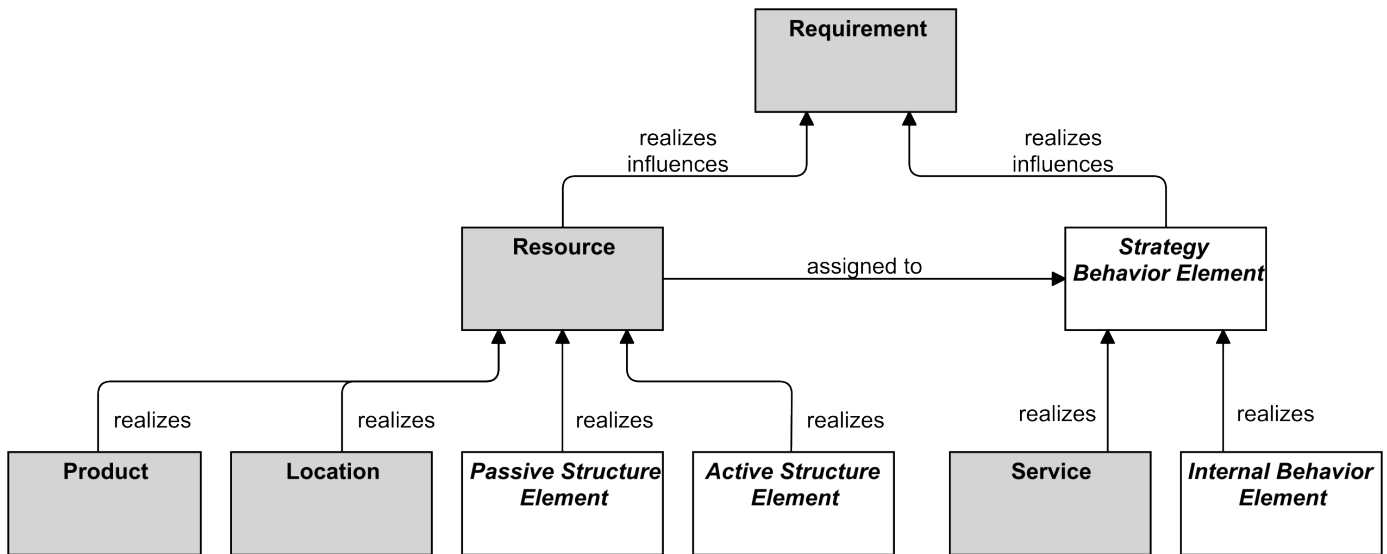 Requirement
realizes
influences
realizes
influences
Resource
assigned to
Strategy
Behavior Element
realizes
realizes
realizes
realizes
realizes
realizes
Product
Location
Passive Structure
Element
Active Structure
Element
Service
Internal Behavior
Element